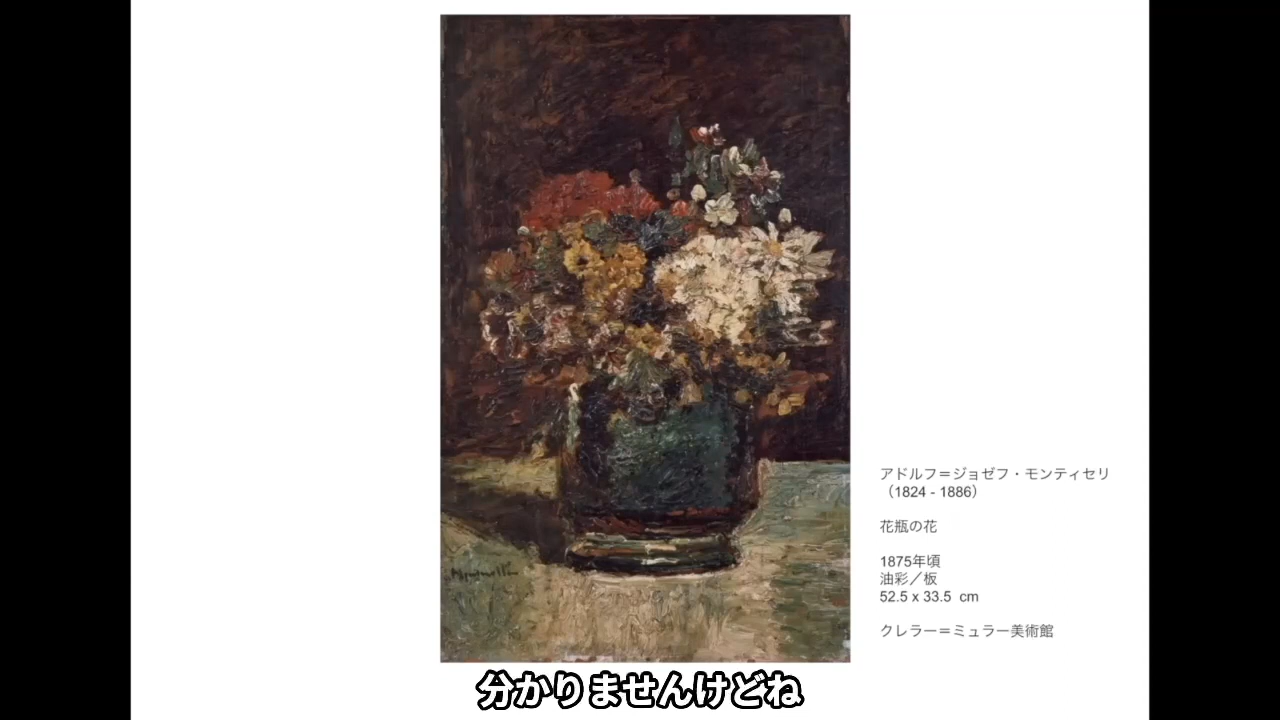 アドルフ＝ジョゼフ・モンティセリ
（1824 - 1886）
花瓶の花
1875年頃
油彩／板
52.5 x 33.5 cm
クレラー＝ミュラー美術館
分かりませんけどね